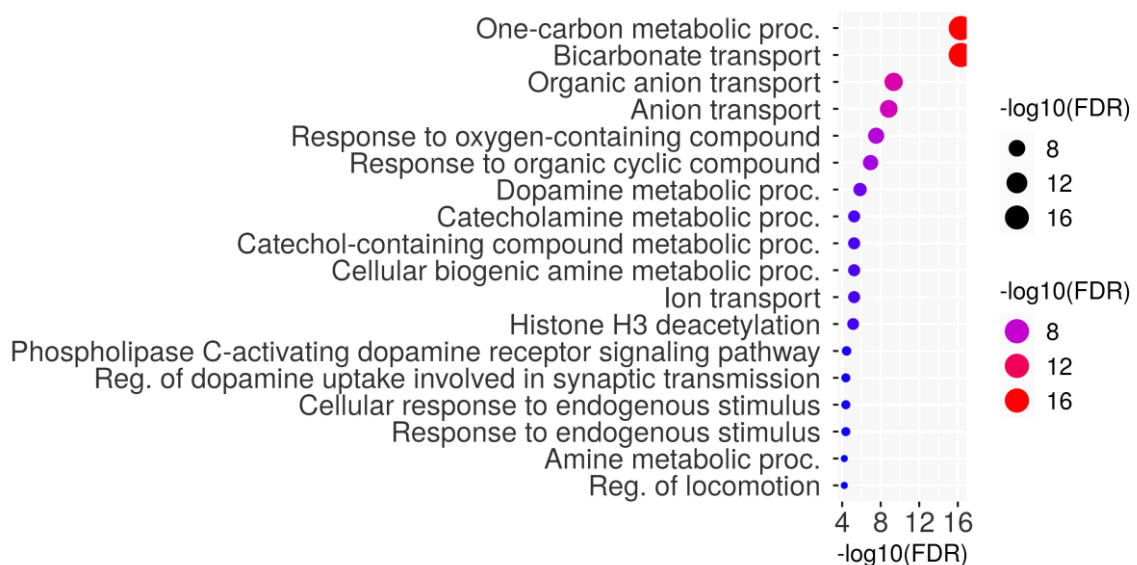 One-carbon metabolic proc.
Bicarbonate transport
Organic anion transport
Anion transport
Response to oxygen-containing compound
Response to organic cyclic compound
Dopamine metabolic proc.
Catecholamine metabolic proc.
Catechol-containing compound metabolic proc.
Cellular biogenic amine metabolic proc.
Ion transport
Histone H3 deacetylation
Phospholipase C-activating dopamine receptor signaling pathway
Reg. of dopamine uptake involved in synaptic transmission
Cellular response to endogenous stimulus
Response to endogenous stimulus
Amine metabolic proc.
Reg. of locomotion
4 8 12 16
-log10(FDR)
-log10(FDR)
8
12
16
-log10(FDR)
8
12
16